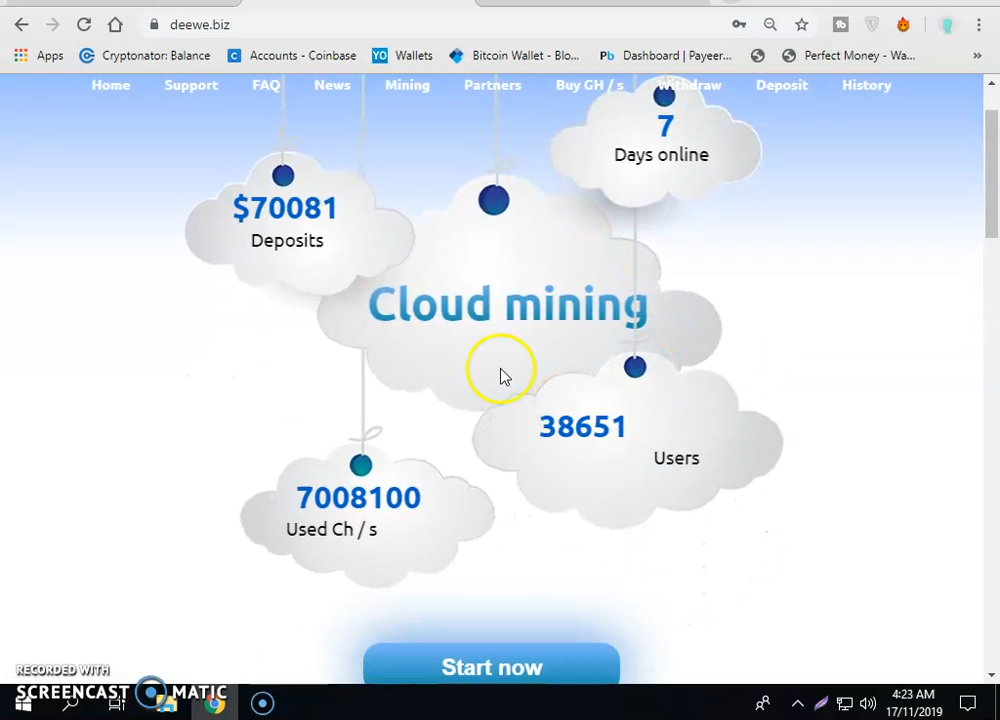 deewe.biz
Apps Cryptonator: Balance Accounts - Coinbase YO Wallets Bitcoin Wallet - Blo... Pb Dashboard | Payeer... Perfect Money - Wa... »
Home Support FAQ News Mining Partners Buy GH / s Withdraw Deposit History
7
Days online
$70081
Deposits
Cloud mining
38651
Users
7008100
Used Ch / s
Start now
RECORDED WITH
SCREENCAST MATIC
4:23 AM
17/11/2019